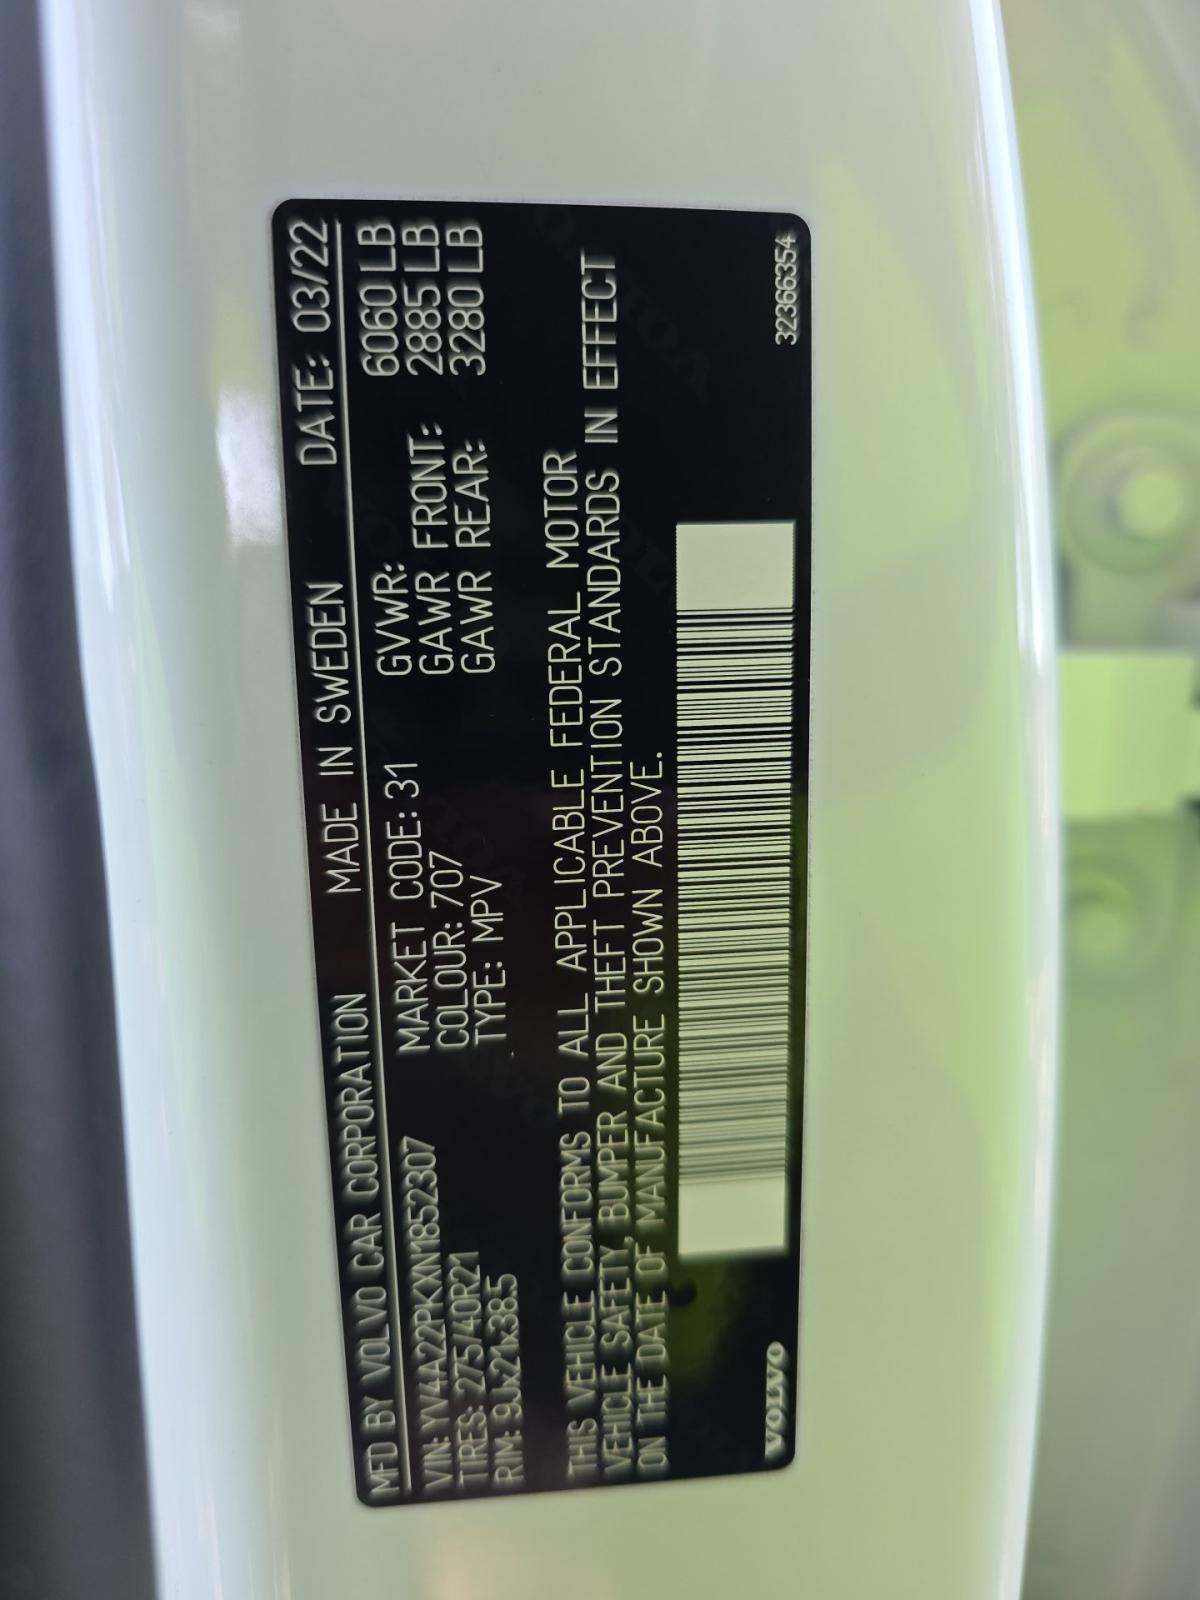 MFD BY VOLVO CAR CORPORATION MADE IN SWEDEN DATE: 03/22
VIN: YV4A22PKXN1852307 MARKET CODE: 31 GVWR: 6060 LB
TIRES: 275/40R21 COLOUR: 707 GAWR FRONT: 2885 LB
RIM: 9Jx21x38.5 TYPE: MPV GAWR REAR: 3280 LB
THIS VEHICLE CONFORMS TO ALL APPLICABLE FEDERAL MOTOR
VEHICLE SAFETY, BUMPER AND THEFT PREVENTION STANDARDS IN EFFECT
ON THE DATE OF MANUFACTURE SHOWN ABOVE.
VOLVO 32366354